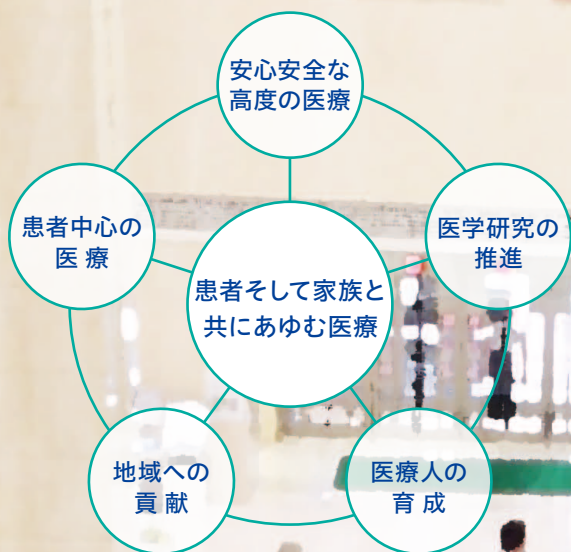 安心安全な
高度の医療
患者中心の
医 療
医学研究の
推進
患者そして家族と
共にあゆむ医療
地域への
貢 献
医療人の
育 成